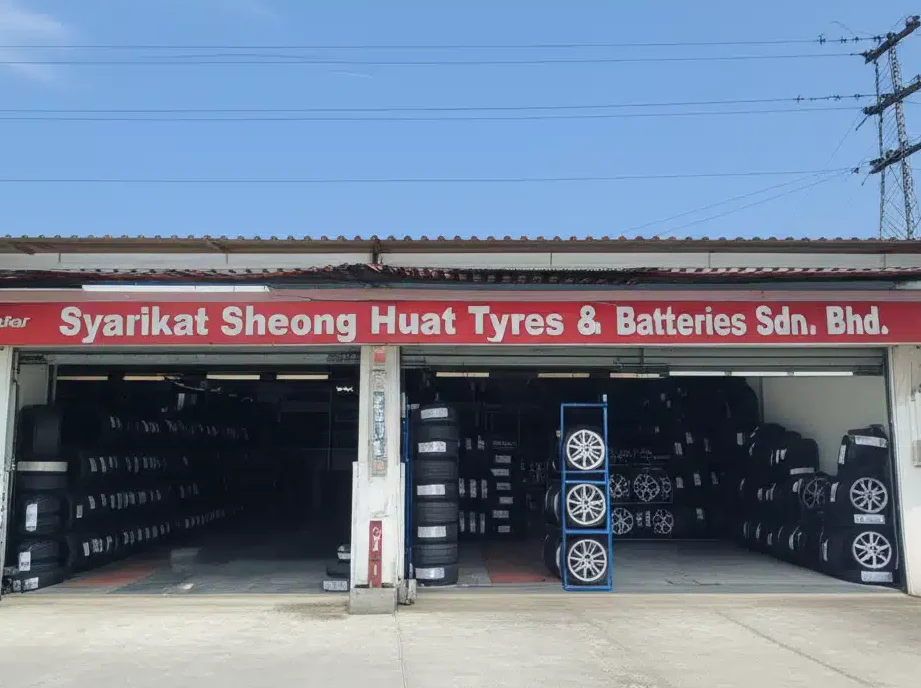 Syarikat Sheong Huat Tyres & Batteries Sdn. Bhd.